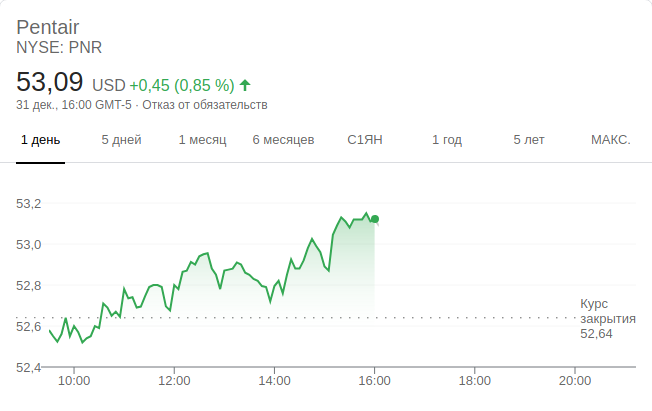 Pentair
NYSE: PNR
53,09 USD +0,45 (0,85 %)
31 дек., 16:00 GMT-5 · Отказ от обязательств
1 день 5 дней 1 месяц 6 месяцев С1ЯН 1 год 5 лет МАКС.
53,2
53,0
52,8
Курс
закрытия
52,64
52,6
52,4
10:00 12:00 14:00 16:00 18:00 20:00